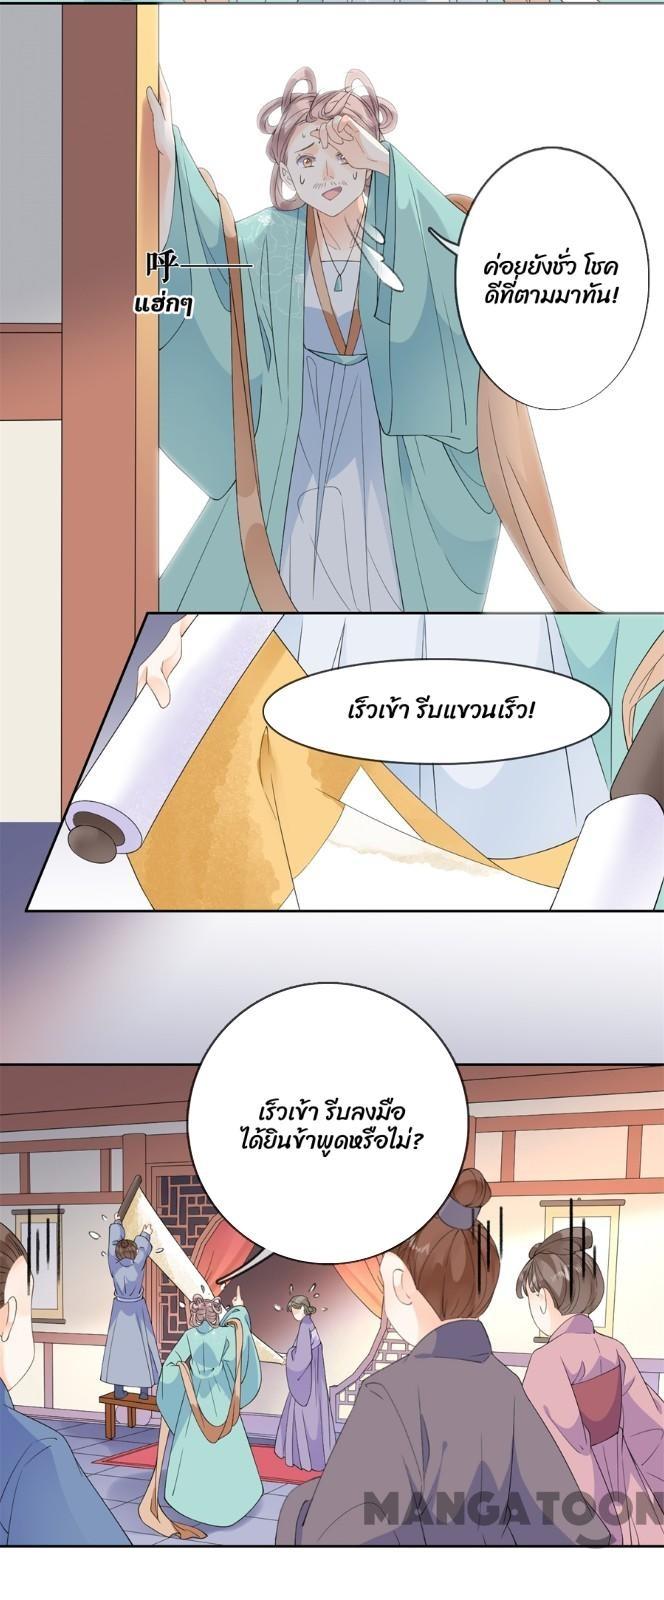 呼
แฮ่กๆ
ค่อยยังชั่ว โชค
ดีที่ตามมาทัน!
เร็วเข้า รีบแขวนเร็ว!
เร็วเข้า รีบลงมือ
ได้ยินข้าพูดหรือไม่?
MANGATOON